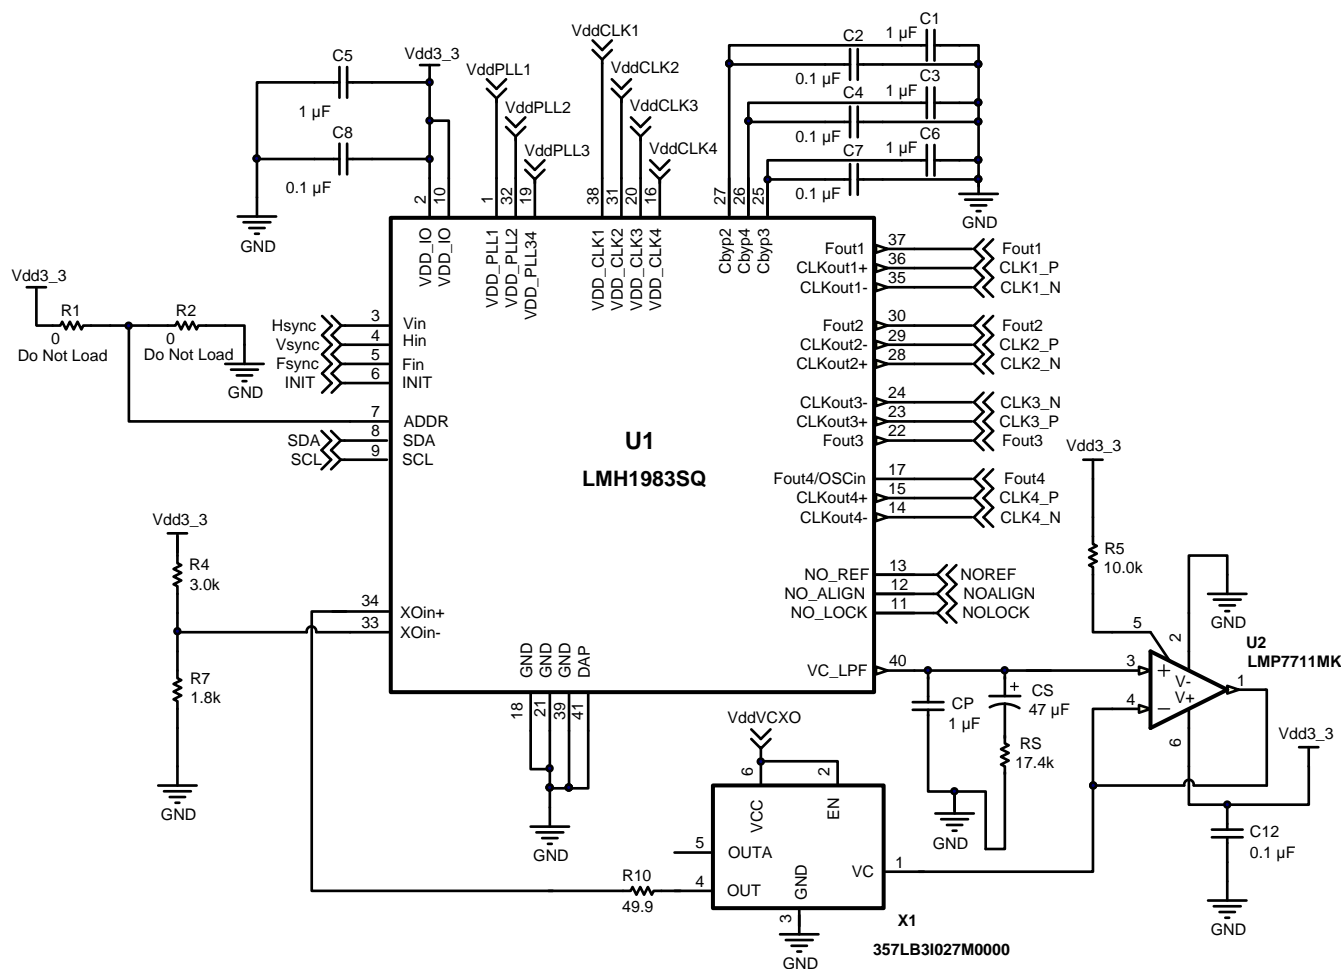 VddCLK1
C1
1 µF
C2
0.1 µF
C3
1 µF
C4
0.1 µF
C6
1 µF
C7
0.1 µF
GND
C5
1 µF
Vdd3_3
C8
0.1 µF
GND
VddPLL1
VddPLL2
VddPLL3
VddCLK2
VddCLK3
VddCLK4
2
10
1
32
19
38
31
20
16
27
26
25
VDD_IO
VDD_IO
VDD_PLL1
VDD_PLL2
VDD_PLL34
VDD_CLK1
VDD_CLK2
VDD_CLK3
VDD_CLK4
Cbyp2
Cbyp4
Cbyp3
Vdd3_3
R1
0
Do Not Load
R2
0
Do Not Load
GND
Hsync 3 Vin
Vsync 4 Hin
Fsync 5 Fin
INIT 6 INIT
7 ADDR
SDA 8 SDA
SCL 9 SCL
U1
LMH1983SQ
Fout1 37 Fout1
CLKout1+ 36 CLK1_P
CLKout1- 35 CLK1_N
Fout2 30 Fout2
CLKout2- 29 CLK2_P
CLKout2+ 28 CLK2_N
CLKout3- 24 CLK3_N
CLKout3+ 23 CLK3_P
Fout3 22 Fout3
Fout4/OSCin 17 Fout4
CLKout4+ 15 CLK4_P
CLKout4- 14 CLK4_N
NO_REF 13 NOREF
NO_ALIGN 12 NOALIGN
NO_LOCK 11 NOLOCK
VC_LPF 40
Vdd3_3
R4
3.0k
34 XOin+
33 XOin-
R7
1.8k
GND
GND
GND
GND
DAP
18
21
39
41
GND
Vdd3_3
R5
10.0k
GND
5
2
U2
LMP7711MK
3
+
V-
V+
4
−
1
6
Vdd3_3
C12
0.1 µF
GND
CP
1 µF
+
CS
47 µF
RS
17.4k
GND
VddVCXO
6
2
VCC
EN
5 OUTA
R10
49.9
4 OUT
GND
VC 1
3
GND
X1
357LB3I027M0000